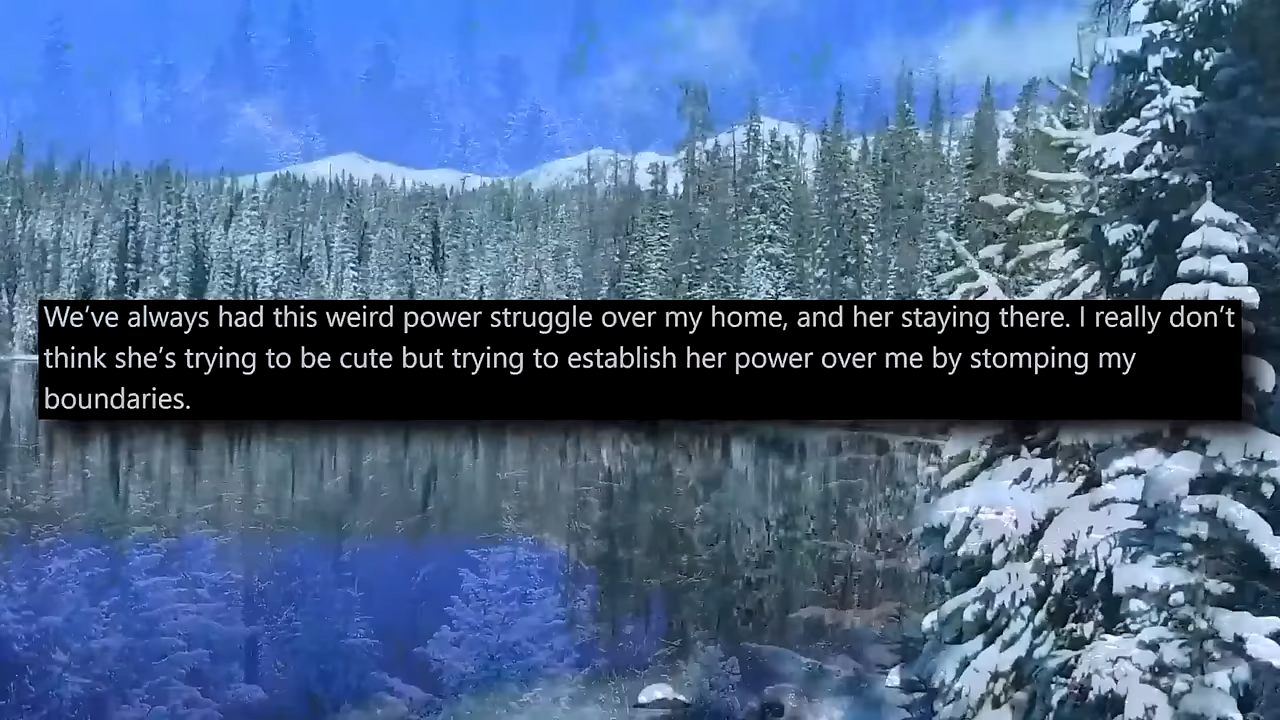 We’ve always had this weird power struggle over my home, and her staying there. I really don’t
think she’s trying to be cute but trying to establish her power over me by stomping my
boundaries.